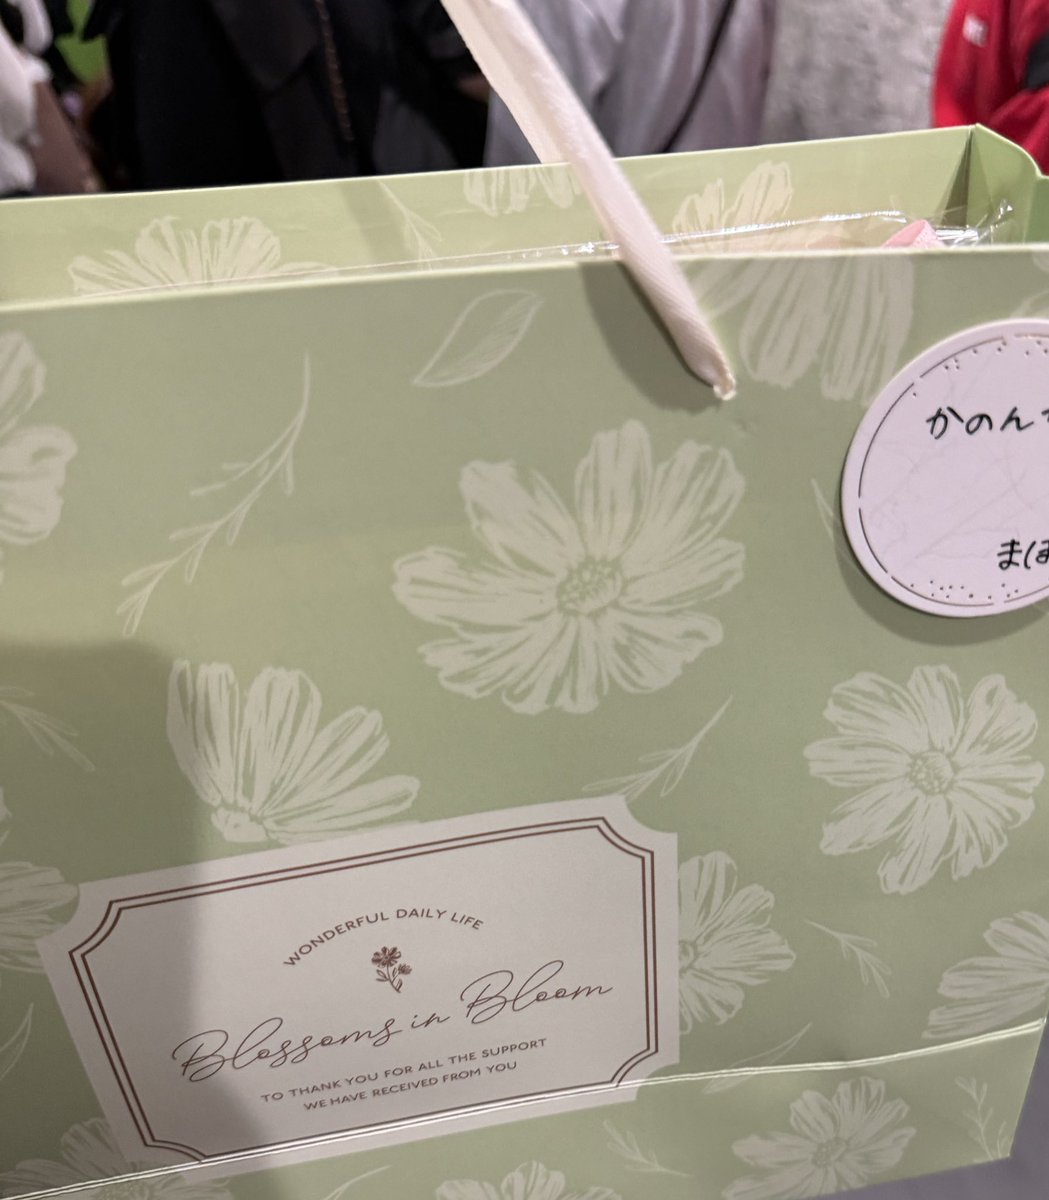 かのん
まほ
WONDERFUL DAILY LIFE
Blossoms in Bloom
TO THANK YOU FOR ALL THE SUPPORT
WE HAVE RECEIVED FROM YOU